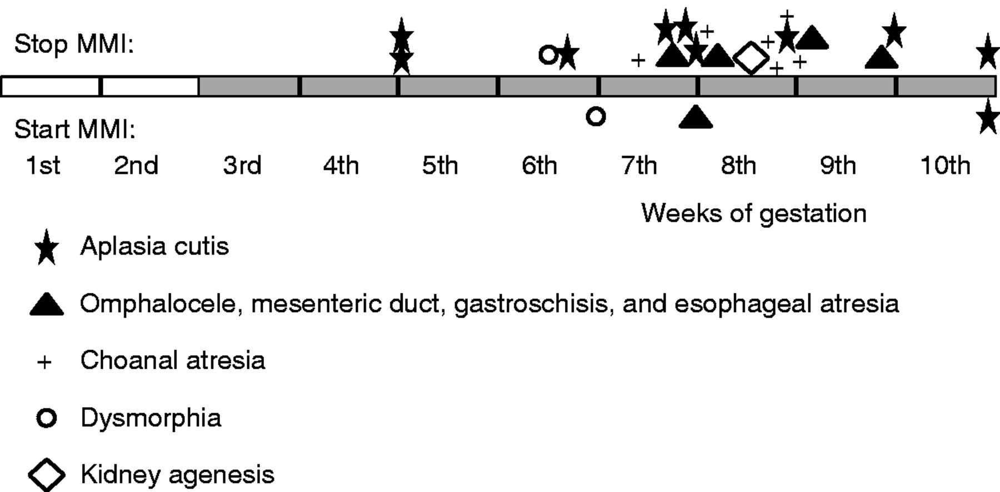 Stop MMI:
Start MMI:
1st 2nd 3rd 4th 5th 6th 7th 8th 9th 10th
Weeks of gestation
Aplasia cutis
Omphalocele, mesenteric duct, gastroschisis, and esophageal atresia
Choanal atresia
Dysmorphia
Kidney agenesis